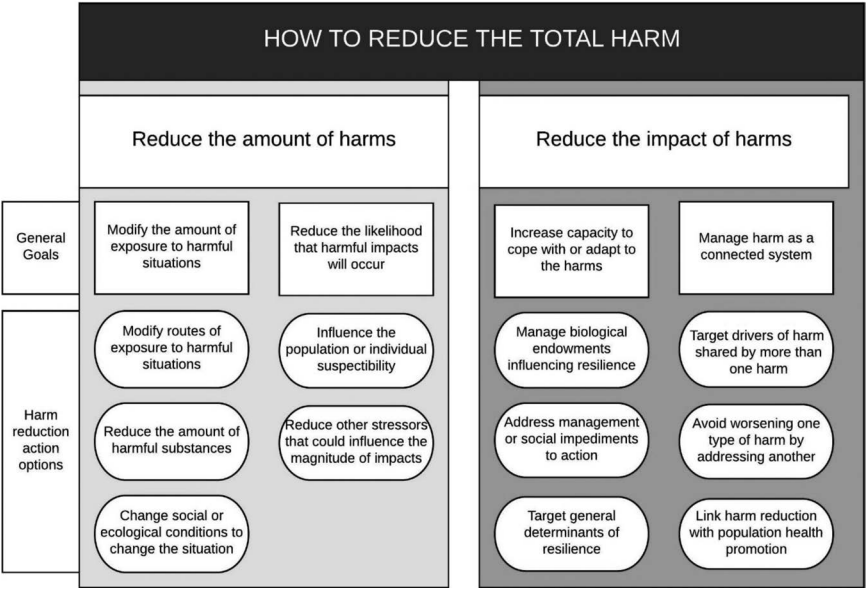 HOW TO REDUCE THE TOTAL HARM
Reduce the amount of harms
Reduce the impact of harms
General
Goals
Modify the amount of
exposure to harmful
situations
Reduce the likelihood
that harmful impacts
will occur
Increase capacity to
cope with or adapt to
the harms
Manage harm as a
connected system
Harm
reduction
action
options
Modify routes of
exposure to harmful
situations
Influence the
population or individual
suspectibility
Manage biological
endowments
influencing resilience
Target drivers of harm
shared by more than
one harm
Reduce the amount of
harmful substances
Reduce other stressors
that could influence the
magnitude of impacts
Address management
or social impediments
to action
Avoid worsening one
type of harm by
addressing another
Change social or
ecological conditions to
change the situation
Target general
determinants of
resilience
Link harm reduction
with population health
promotion